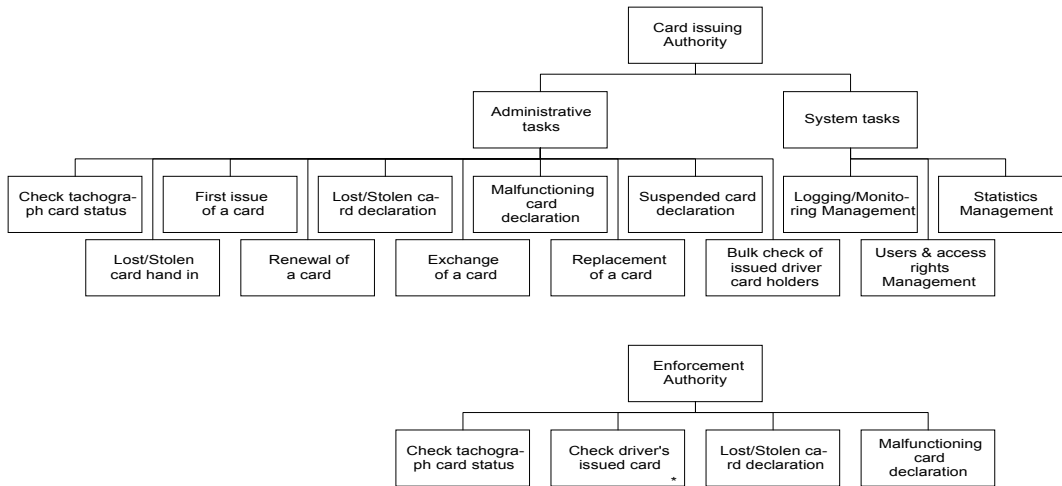 Card issuing
Authority
Administrative
tasks
System tasks
Check tachogra-
ph card status
First issue
of a card
Lost/Stolen ca-
rd declaration
Malfunctioning
card
declaration
Suspended card
declaration
Logging/Monito-
ring Management
Statistics
Management
Lost/Stolen
card hand in
Renewal of
a card
Exchange
of a card
Replacement
of a card
Bulk check of
issued driver
card holders
Users & access
rights
Management
Enforcement
Authority
Check tachogra-
ph card status
Check driver's
issued card
*
Lost/Stolen ca-
rd declaration
Malfunctioning
card
declaration